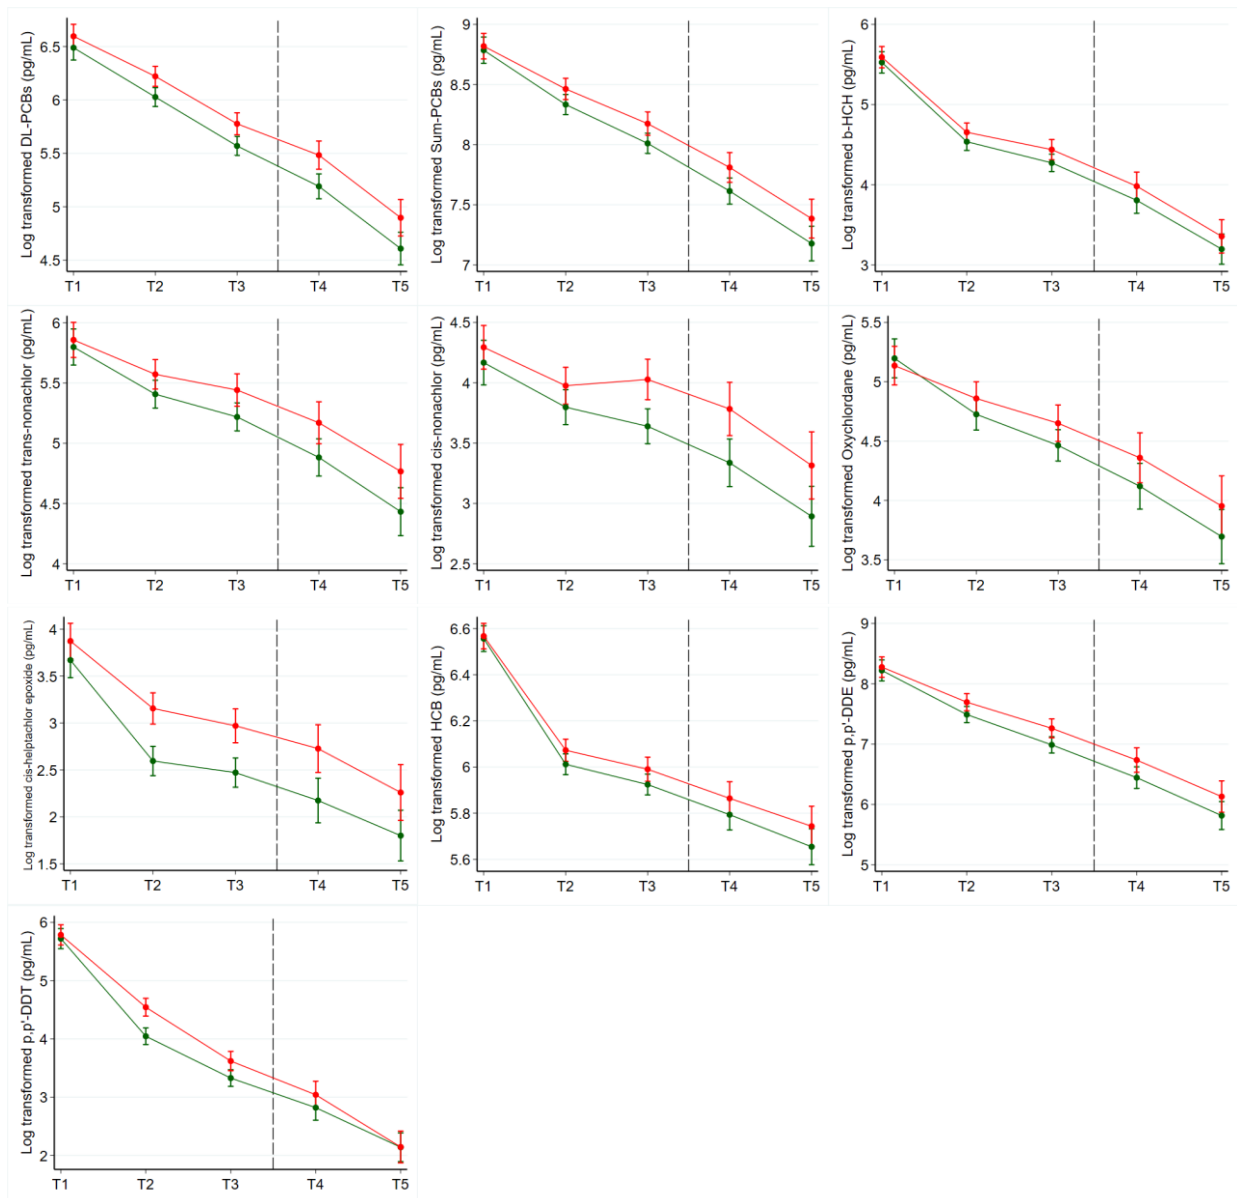 Log transformed DL-PCBs (pg/mL)
6.5
6
5.5
5
4.5
T1 T2 T3 T4 T5
Log transformed Sum-PCBs (pg/mL)
9
8.5
8
7.5
7
T1 T2 T3 T4 T5
Log transformed b-HCH (pg/mL)
6
5
4
3
T1 T2 T3 T4 T5
Log transformed trans-nonachlor (pg/mL)
6
5.5
5
4.5
4
T1 T2 T3 T4 T5
Log transformed cis-nonachlor (pg/mL)
4.5
4
3.5
3
2.5
T1 T2 T3 T4 T5
Log transformed Oxychlordane (pg/mL)
5.5
5
4.5
4
3.5
T1 T2 T3 T4 T5
Log transformed cis-helptachlor epoxide (pg/mL)
4
3.5
3
2.5
2
1.5
T1 T2 T3 T4 T5
Log transformed HCB (pg/mL)
6.6
6.4
6.2
6
5.8
5.6
T1 T2 T3 T4 T5
Log transformed p,p'-DDE (pg/mL)
9
8
7
6
5
T1 T2 T3 T4 T5
Log transformed p,p'-DDT (pg/mL)
6
5
4
3
2
T1 T2 T3 T4 T5